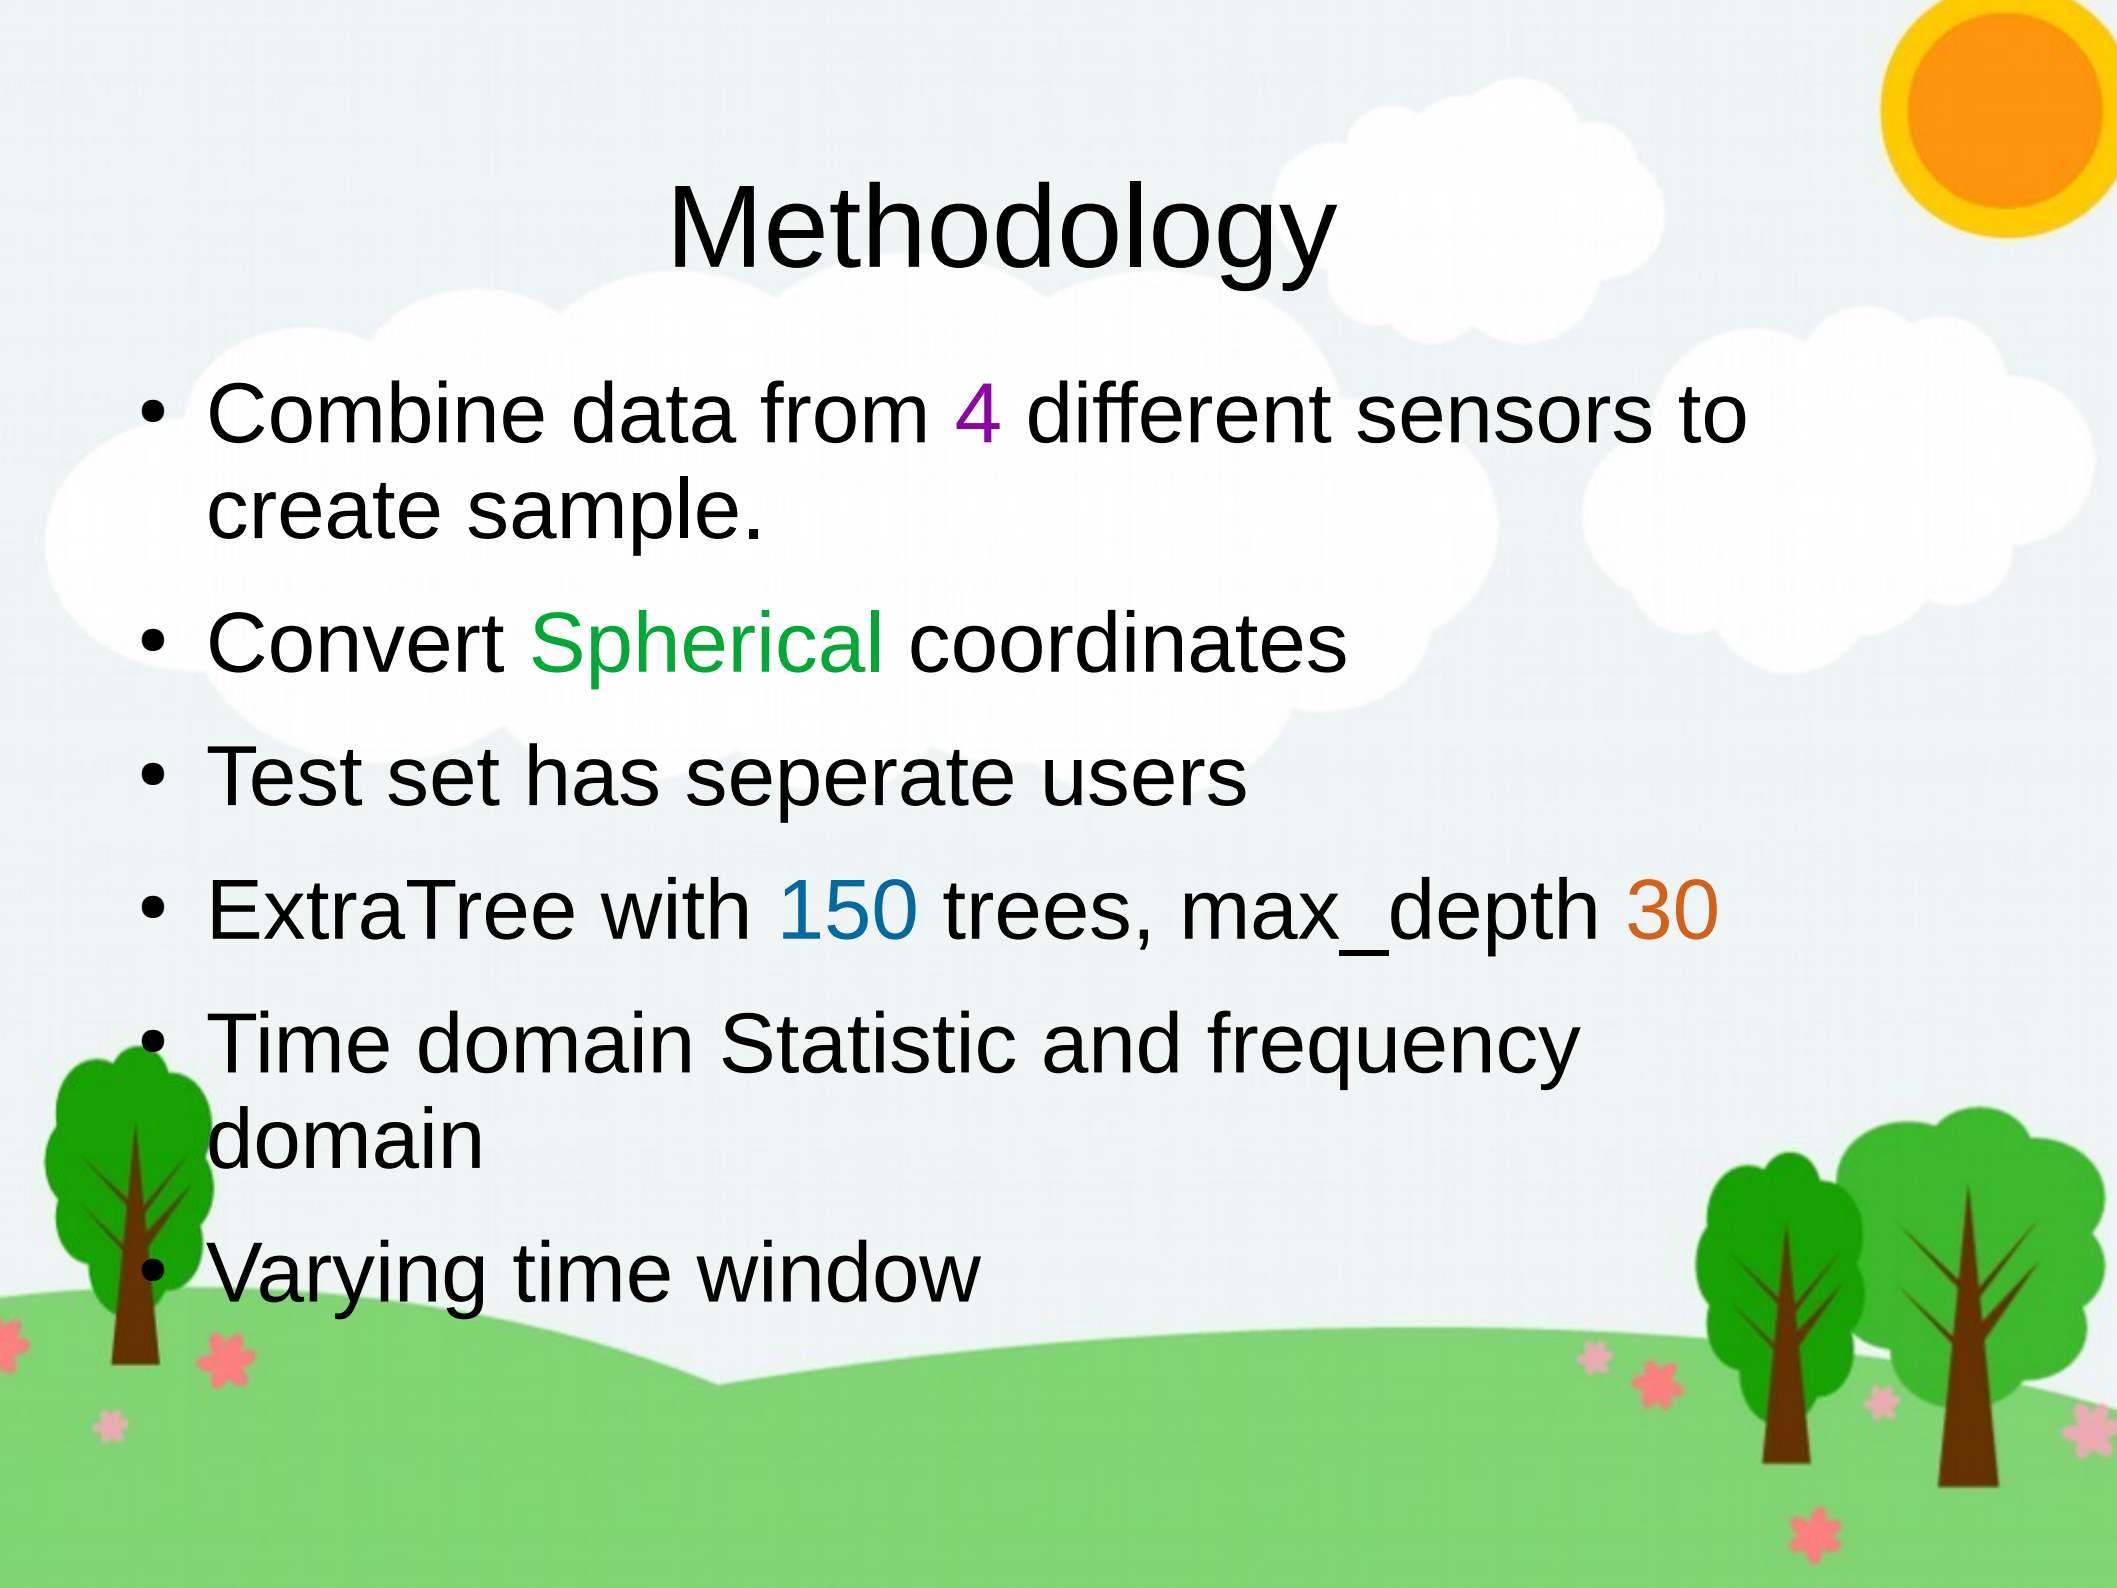 Methodology
• Combine data from 4 different sensors to
create sample.
• Convert Spherical coordinates
• Test set has seperate users
• ExtraTree with 150 trees, max_depth 30
• Time domain Statistic and frequency
domain
• Varying time window